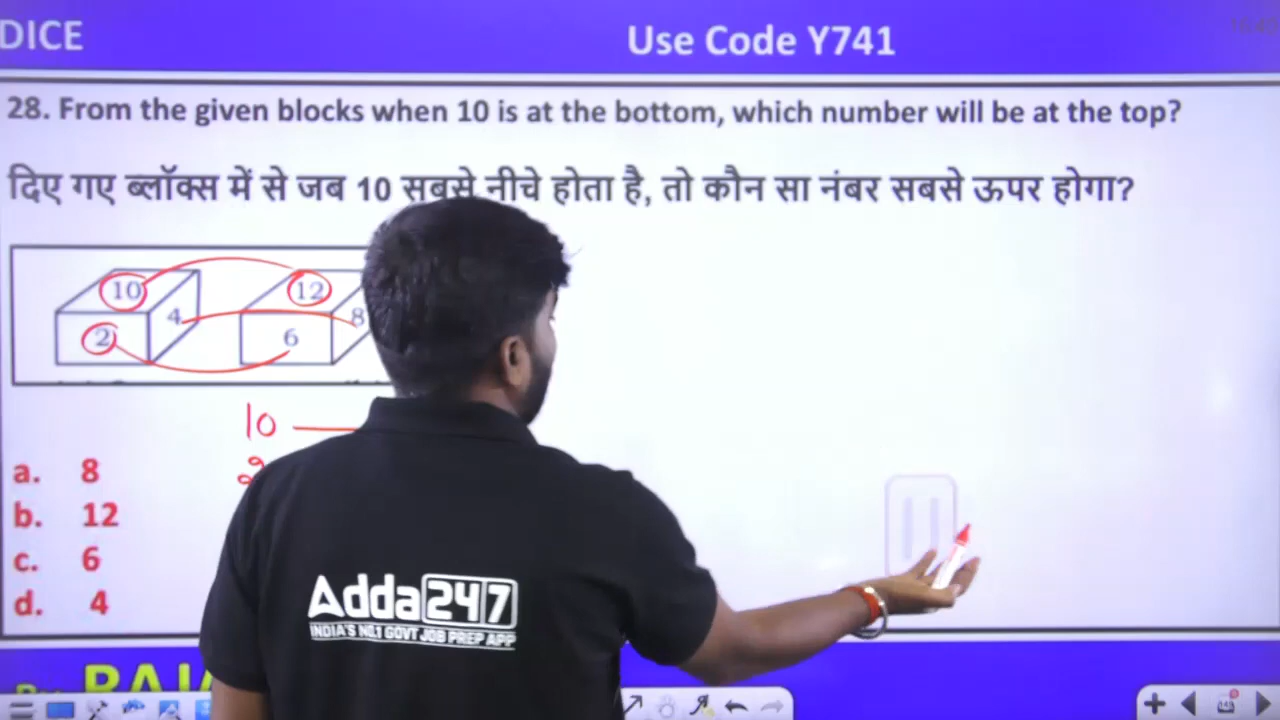 DICE
Use Code Y741
28. From the given blocks when 10 is at the bottom, which number will be at the top?
दिए गए ब्लॉक्स में से जब 10 सबसे नीचे होता है, तो कौन सा नंबर सबसे ऊपर होगा?
10 12
4 8
2 6
10
2
a. 8
b. 12
c. 6
d. 4
Adda247
INDIA'S NO.1 GOVT JOB PREP APP